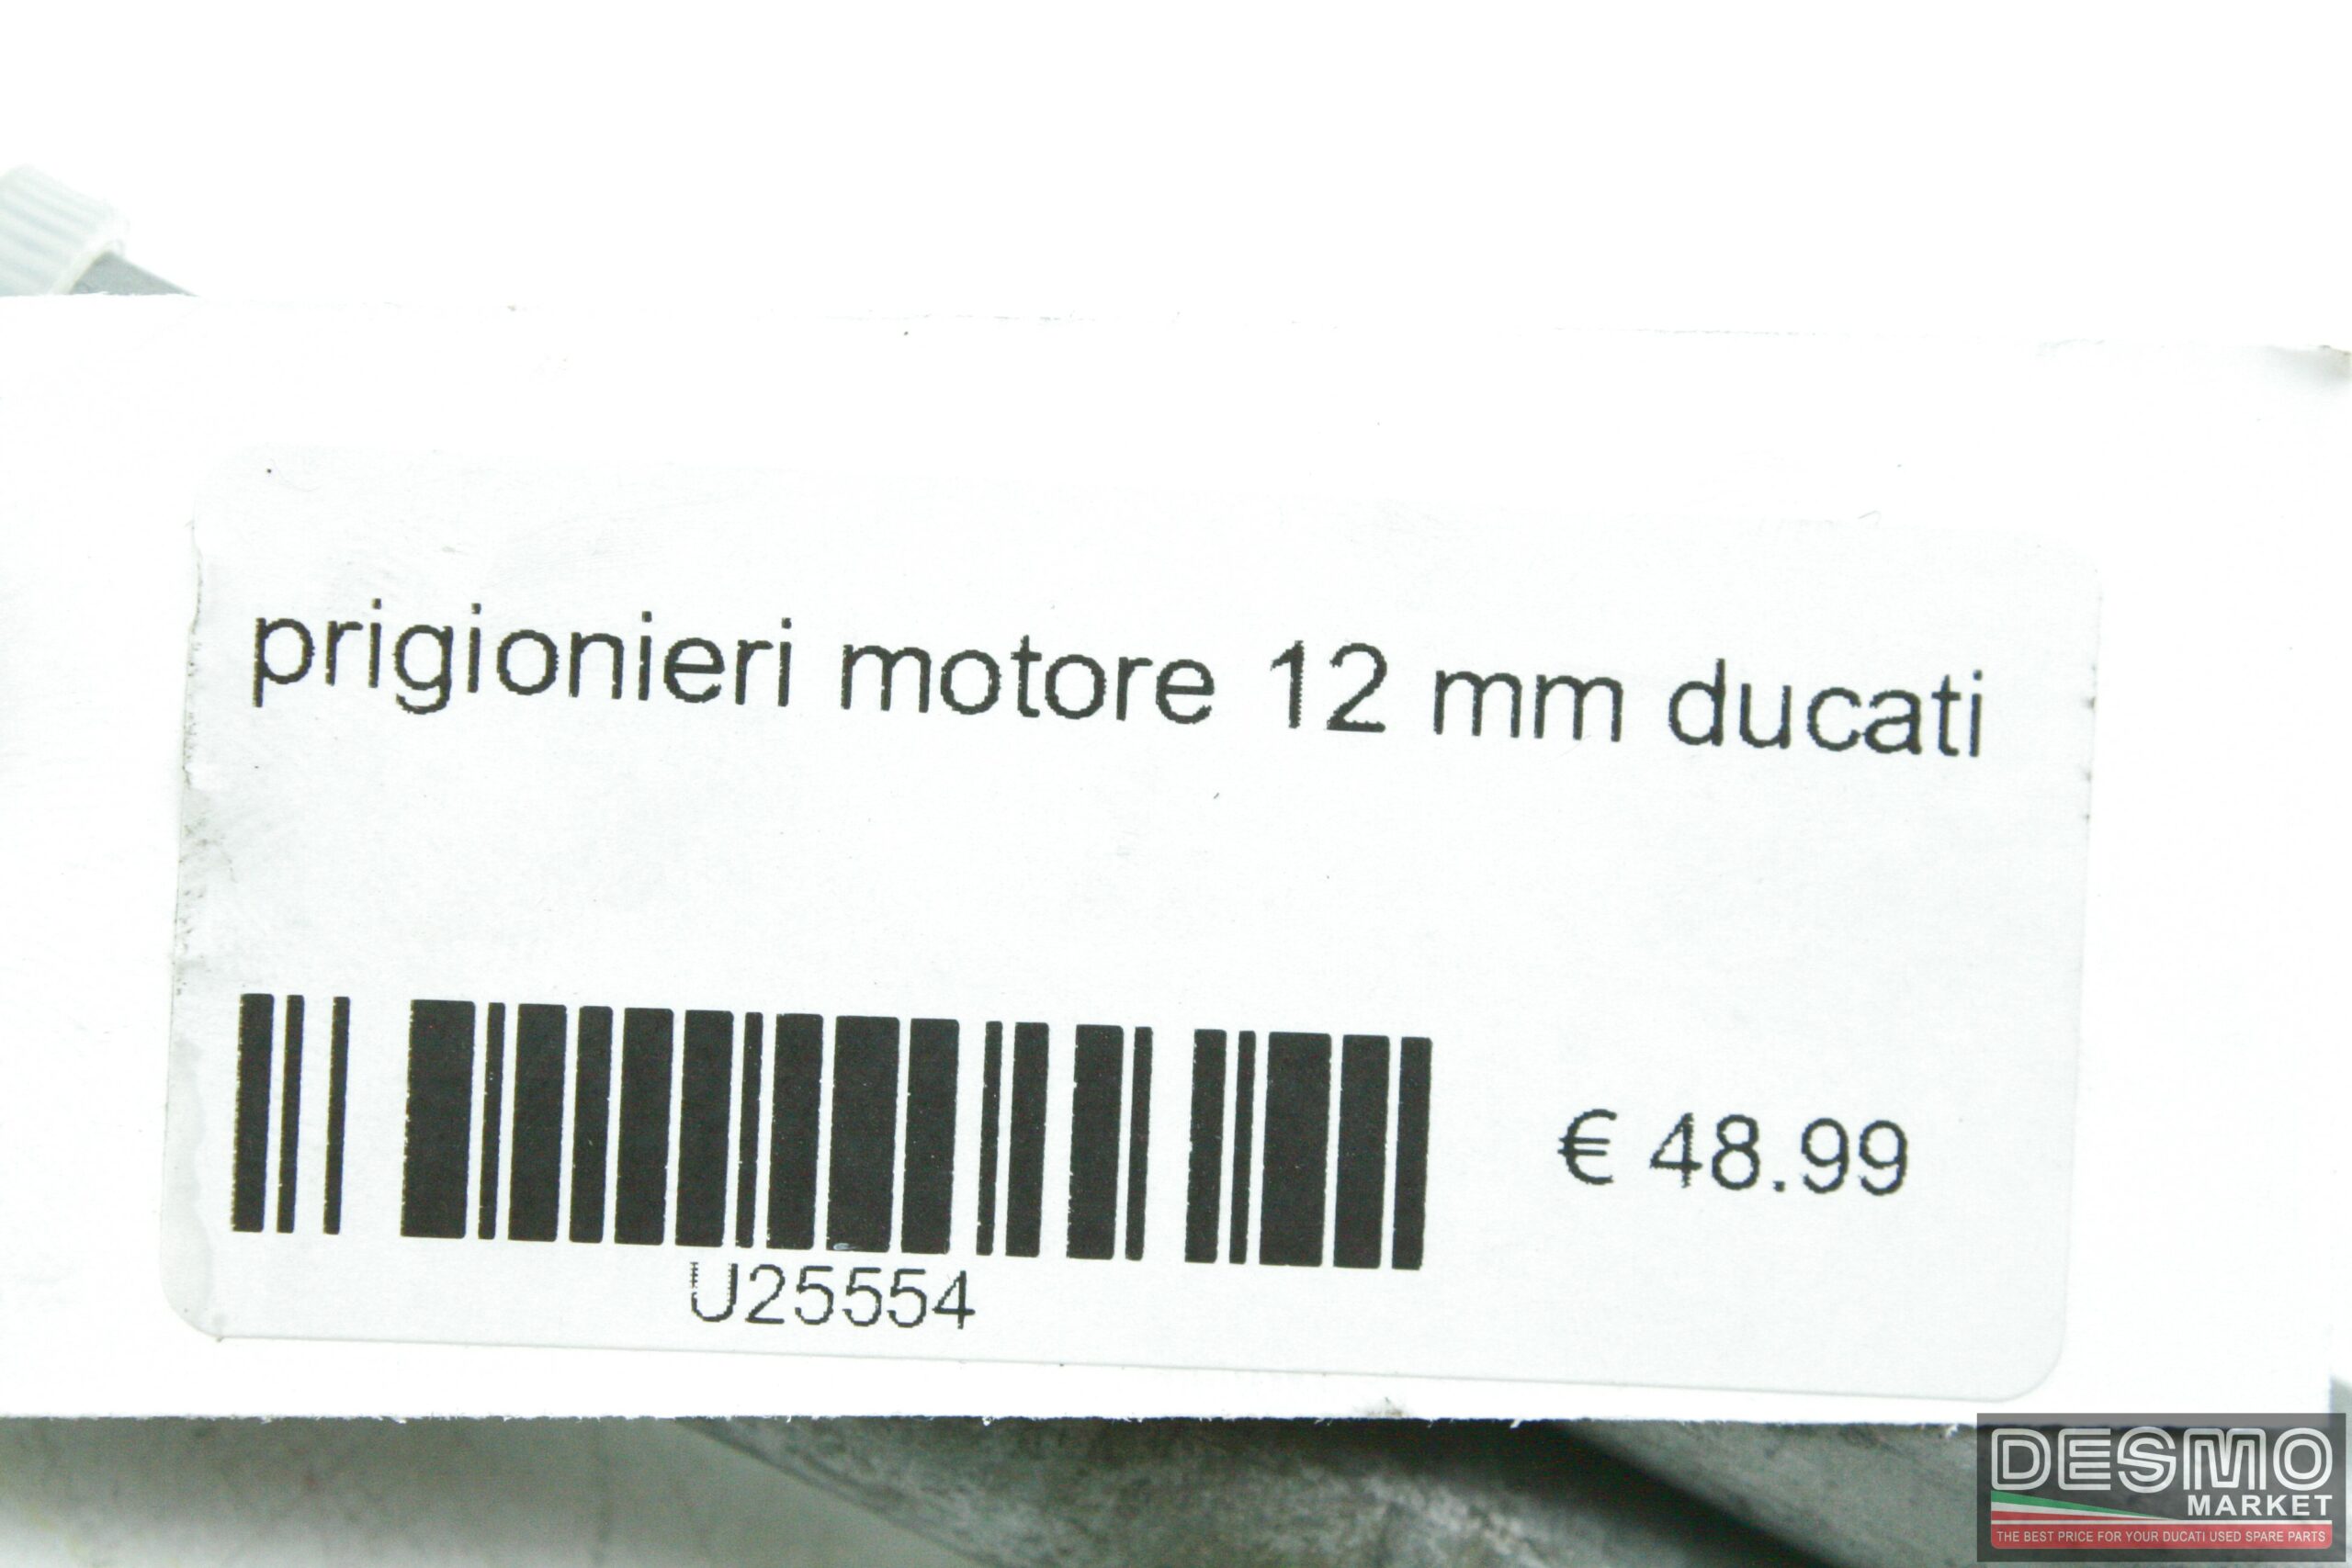 prigionieri motore 12 mm ducati
€ 48.99
U25554
DESMO
MARKET
THE BEST PRICE FOR YOUR DUCATI USED SPARE PARTS